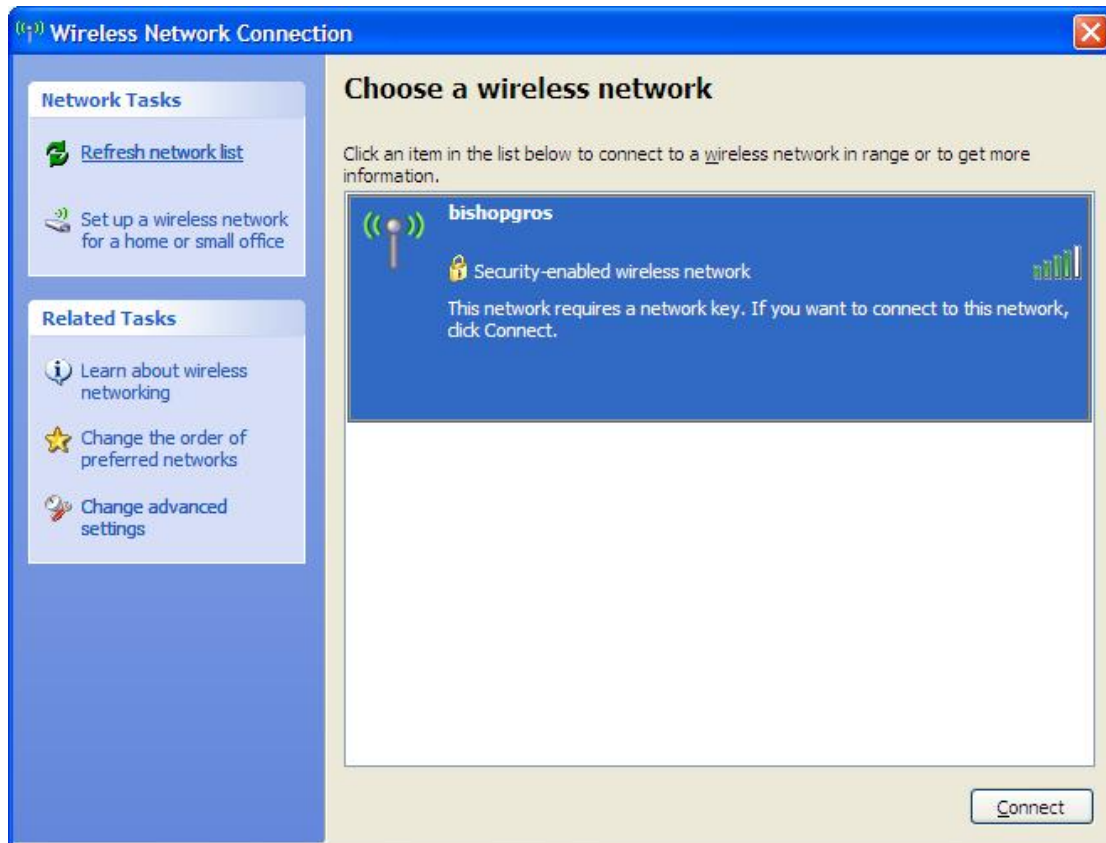 Wireless Network Connection
Network Tasks
Refresh network list
Set up a wireless network
for a home or small office
Related Tasks
Learn about wireless
networking
Change the order of
preferred networks
Change advanced
settings
Choose a wireless network
Click an item in the list below to connect to a wireless network in range or to get more
information.
bishopgros
Security-enabled wireless network
This network requires a network key. If you want to connect to this network,
click Connect.
Connect